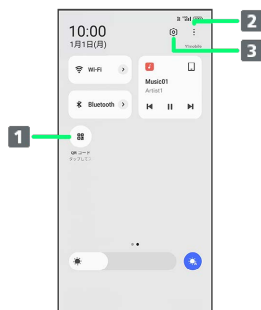 2
10:00
1月1日(月)
3
Wi-Fi
Music01
Artist1
Bluetooth
1
QR コード